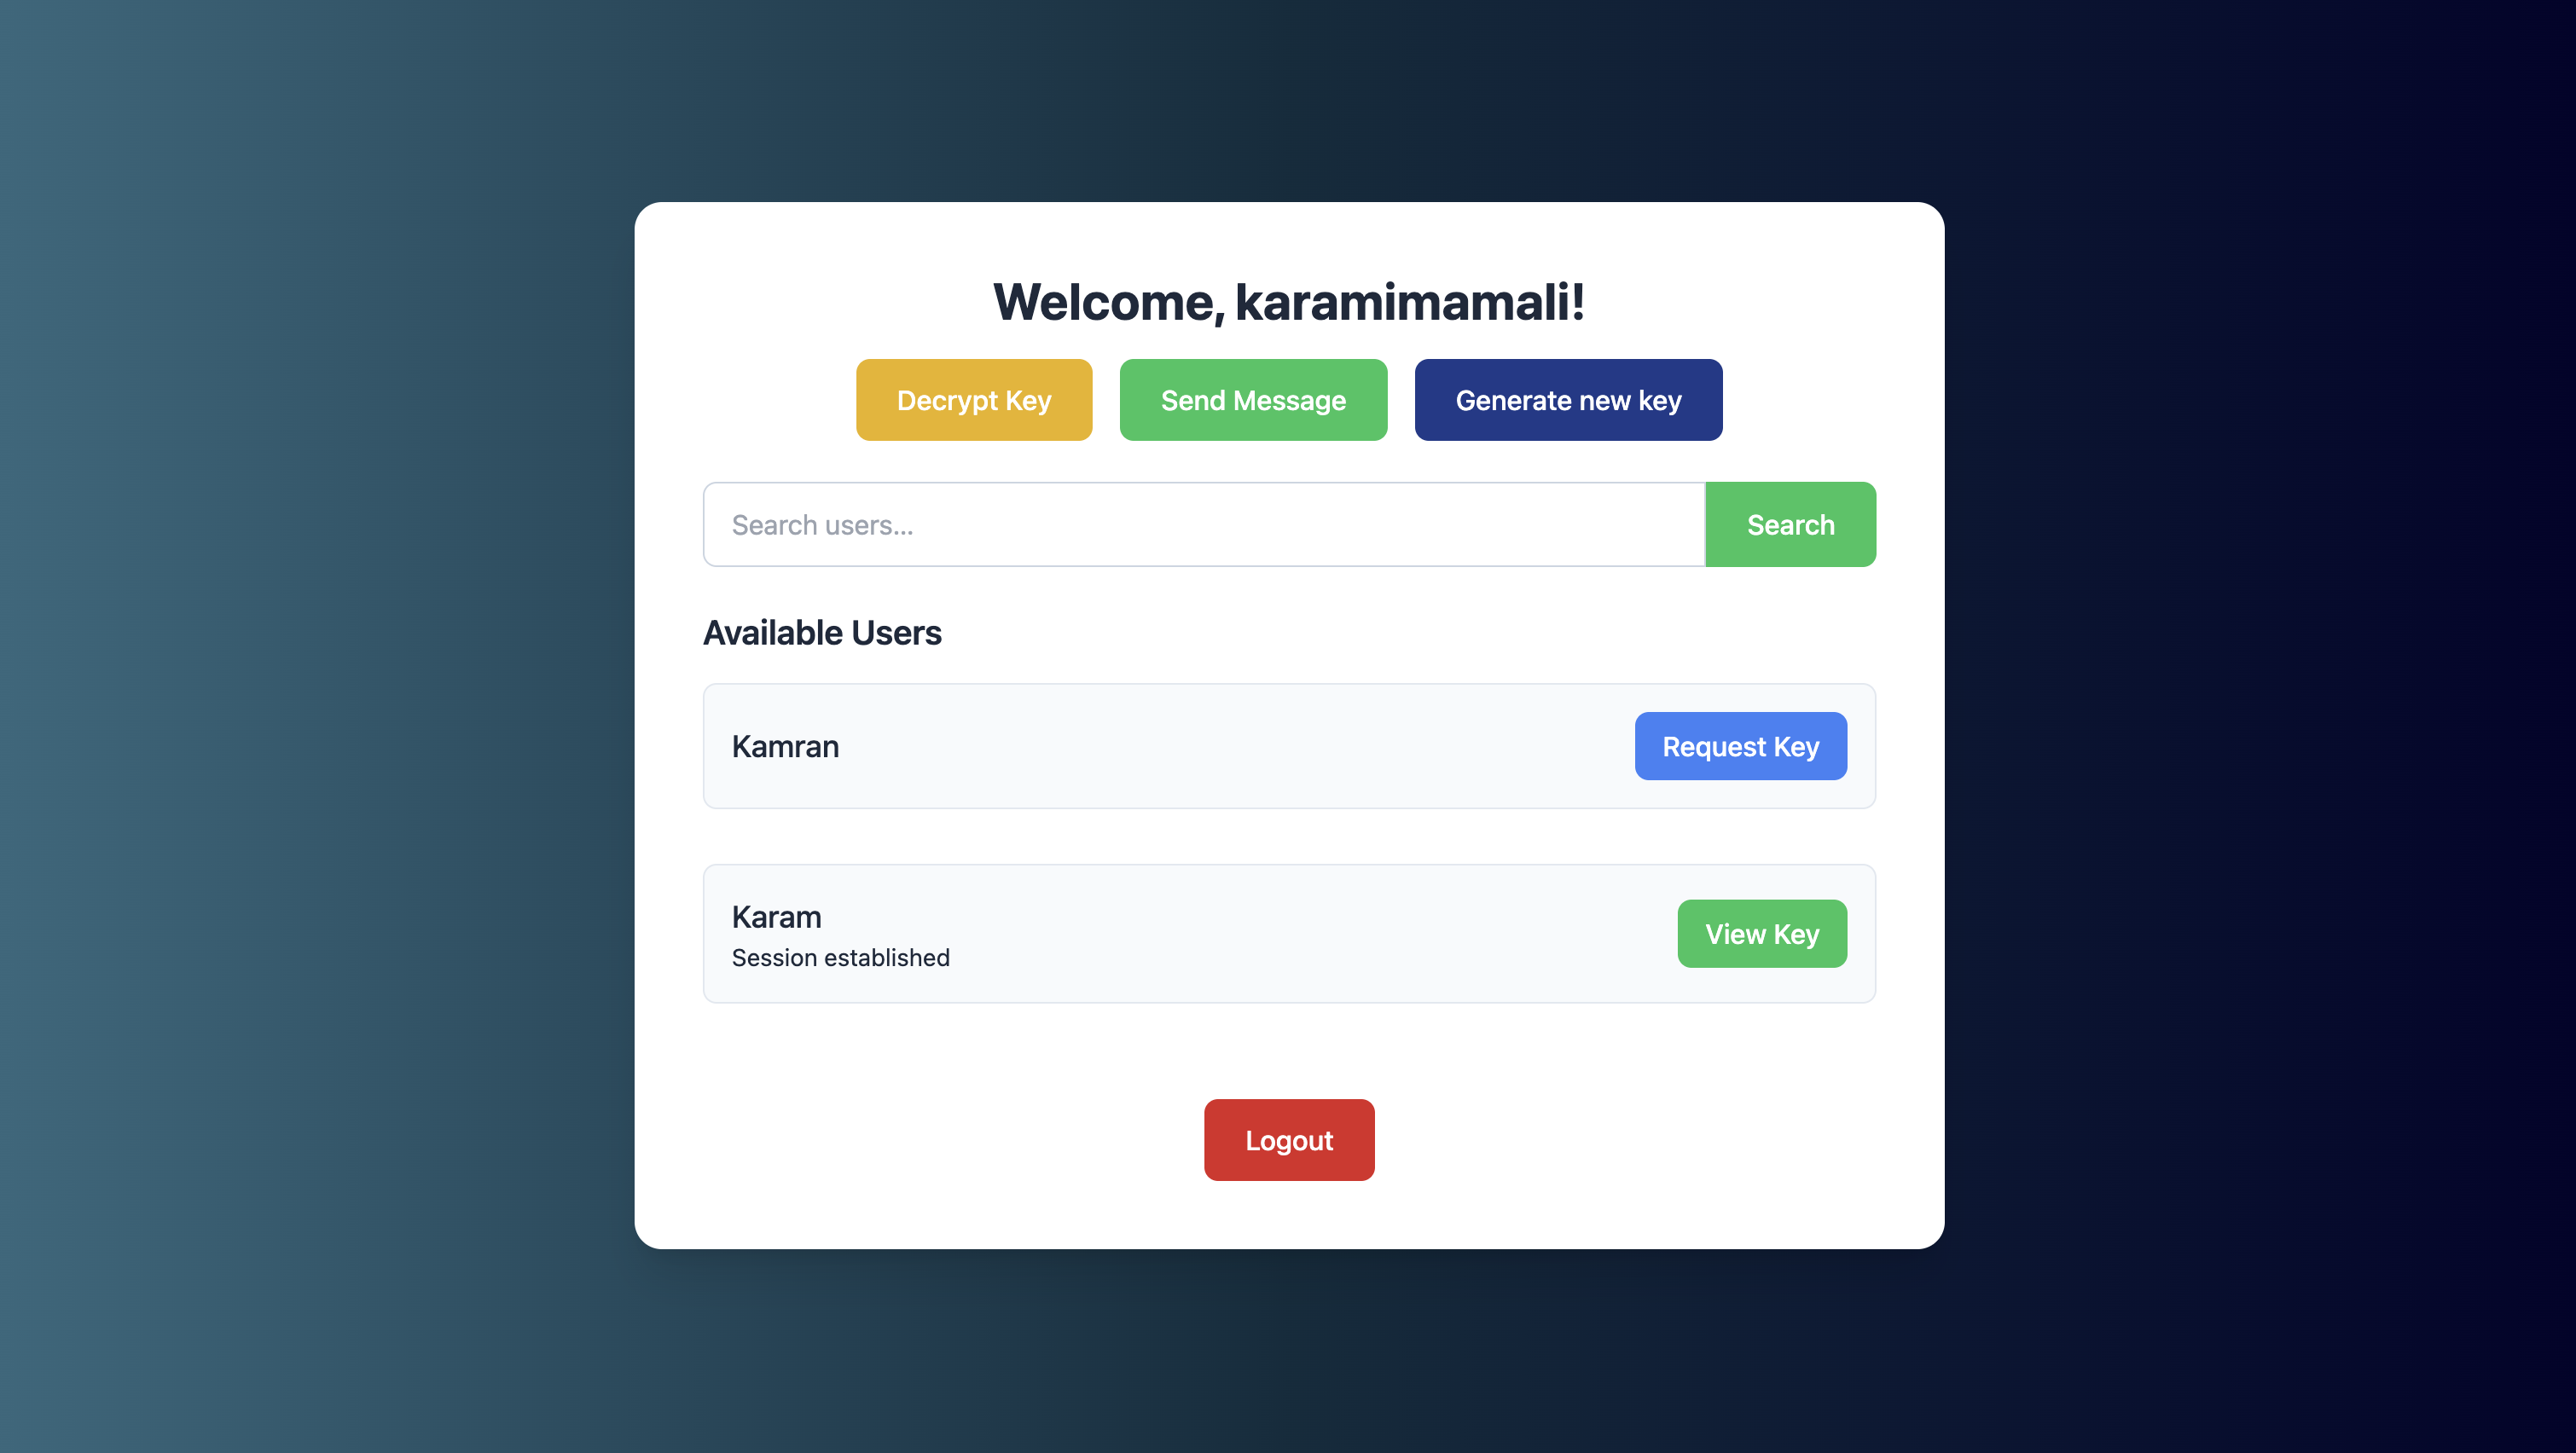 Welcome, karamimamali!
Decrypt Key
Send Message
Generate new key
Search users...
Search
Available Users
Kamran
Request Key
Karam
Session established
View Key
Logout